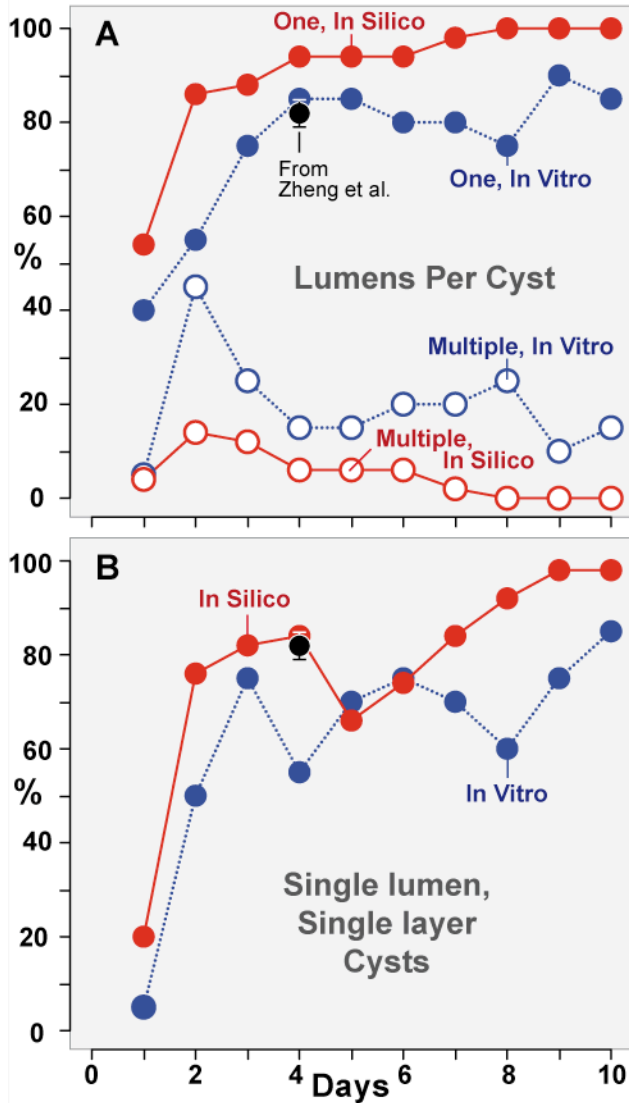 A
One, In Silico
100
80
60
%
40
20
0
From
Zheng et al.
One, In Vitro
Lumens Per Cyst
Multiple, In Vitro
Multiple,
In Silico
B
In Silico
100
80
60
%
40
20
0
In Vitro
Single lumen,
Single layer
Cysts
0 2 4 6 8 10
Days